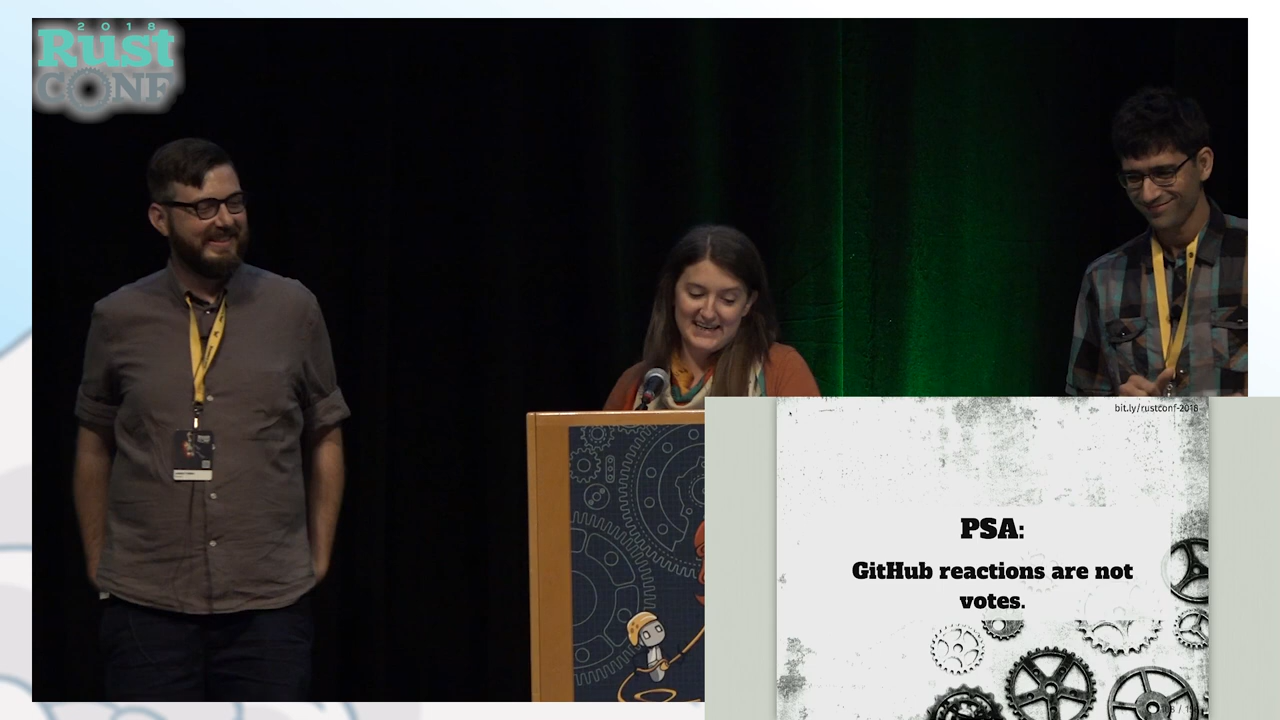 2018
Rust
CONF
bit.ly/rustconf-2018
PSA:
GitHub reactions are not
votes.